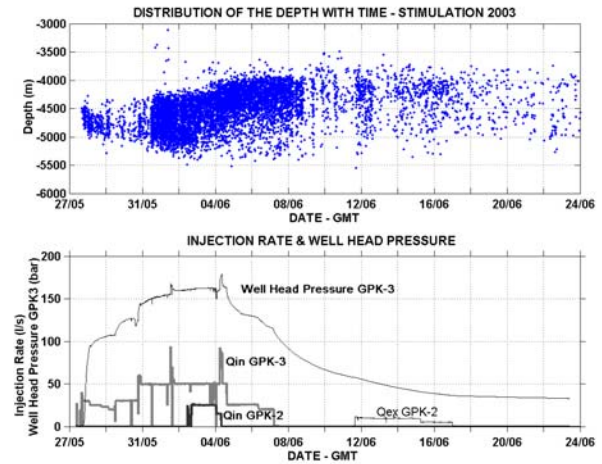 DISTRIBUTION OF THE DEPTH WITH TIME - STIMULATION 2003
Depth (m)
-3000
-3500
-4000
-4500
-5000
-5500
-6000
27/05 31/05 04/06 08/06 12/06 16/06 20/06 24/06
DATE - GMT
INJECTION RATE & WELL HEAD PRESSURE
Injection Rate (l/s)
Well Head Pressure GPK3 (bar)
200
150
100
50
0
Well Head Pressure GPK-3
Qin GPK-3
Qin GPK-2
Qex GPK-2
27/05 31/05 04/06 08/06 12/06 16/06 20/06 24/06
DATE - GMT